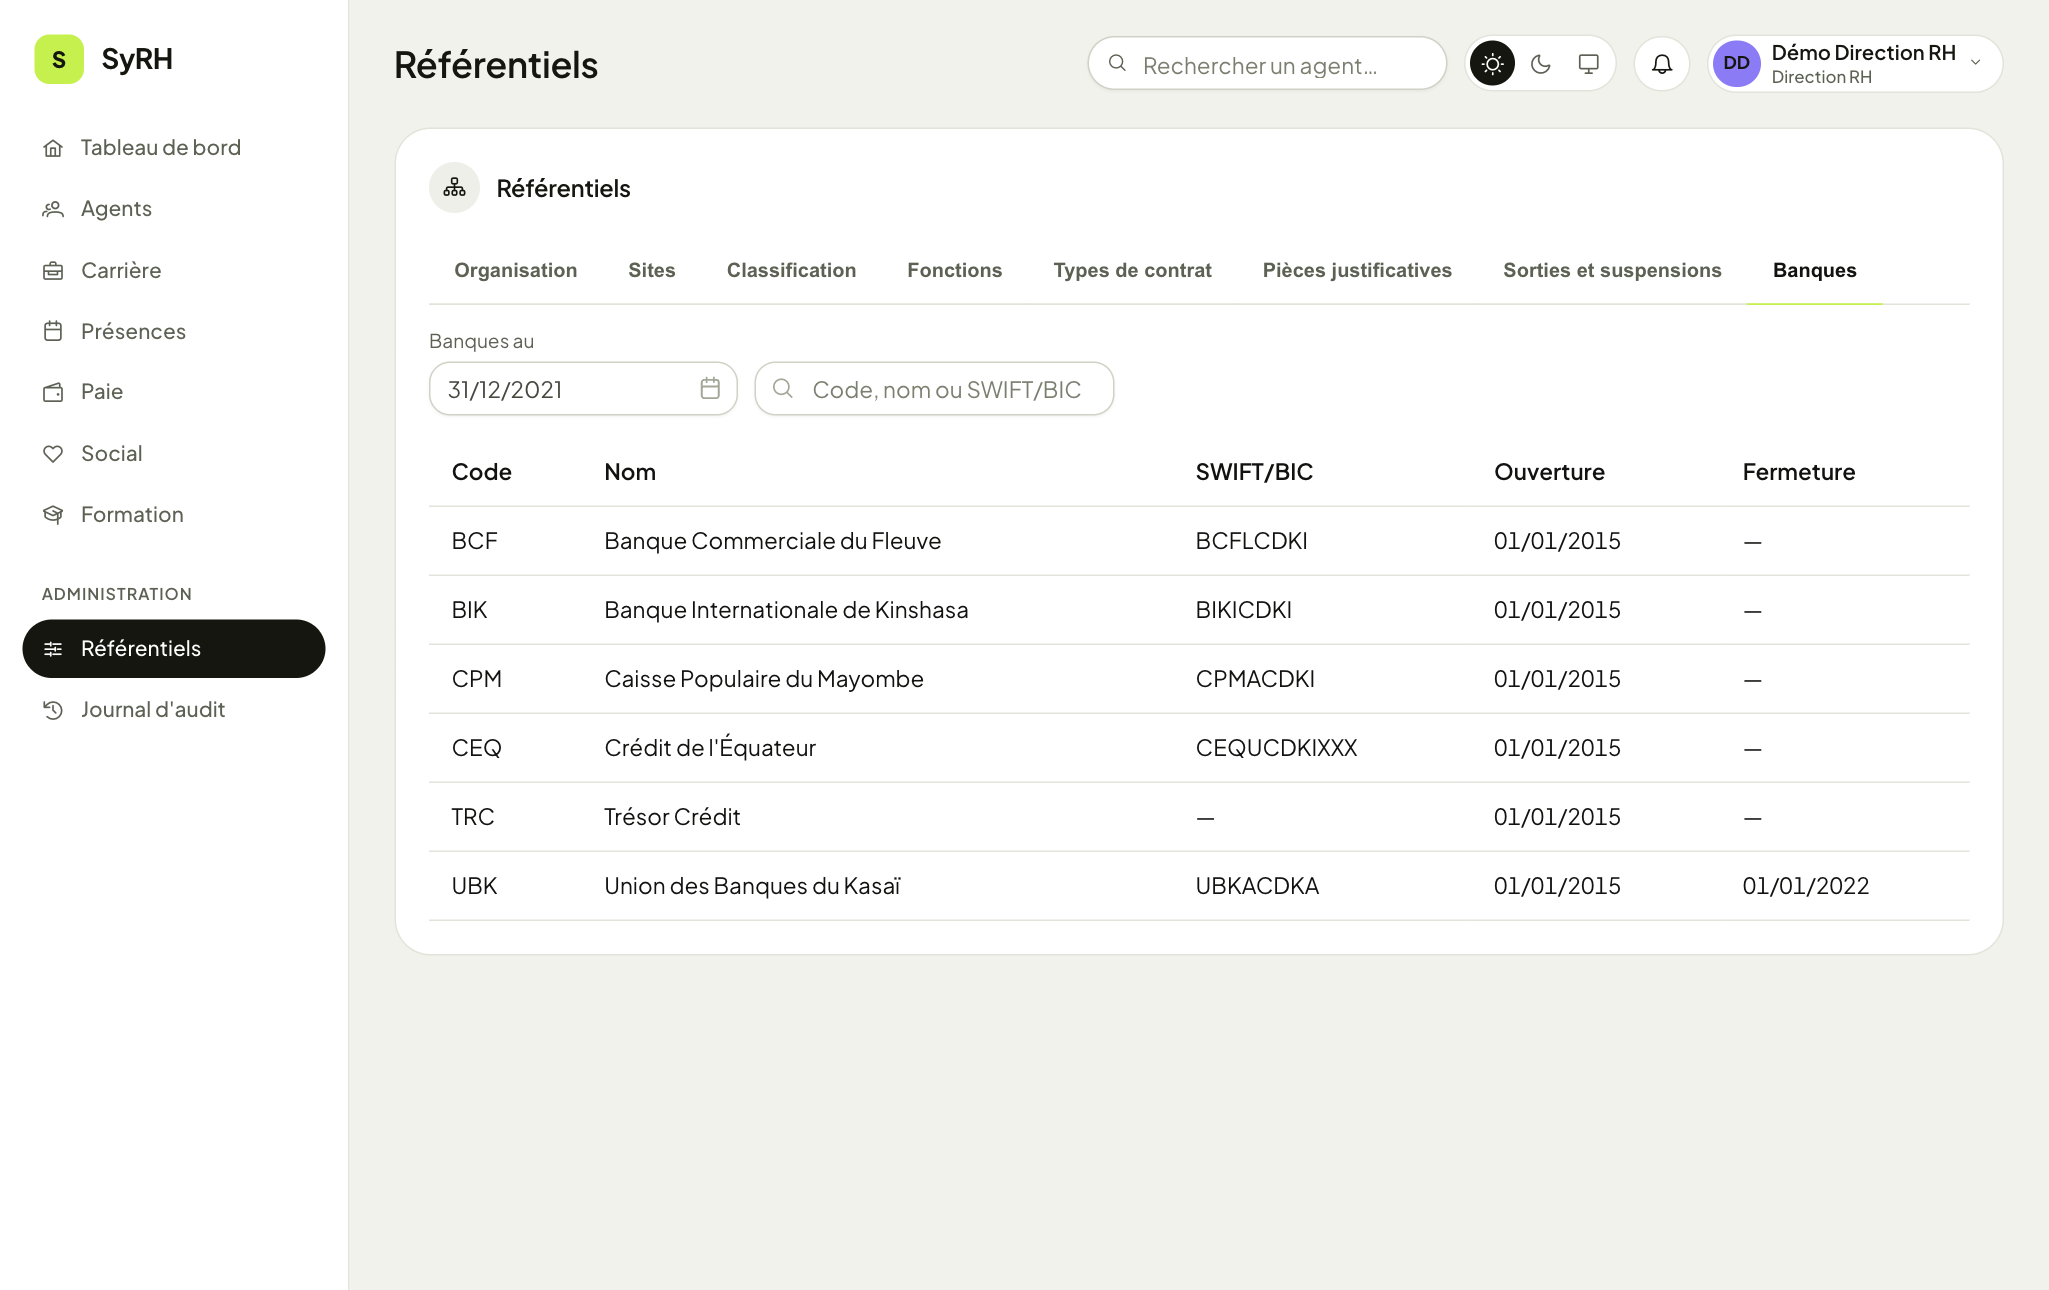 S SyRH
Référentiels
Rechercher un agent...
DD
Démo Direction RH
Direction RH
Tableau de bord
Agents
Carrière
Présences
Paie
Social
Formation
ADMINISTRATION
Référentiels
Journal d'audit
Référentiels
Organisation Sites Classification Fonctions Types de contrat Pièces justificatives Sorties et suspensions Banques
Banques au
31/12/2021 Code, nom ou SWIFT/BIC
Code Nom SWIFT/BIC Ouverture Fermeture
BCF Banque Commerciale du Fleuve BCFLCDKI 01/01/2015 —
BIK Banque Internationale de Kinshasa BIKICDKI 01/01/2015 —
CPM Caisse Populaire du Mayombe CPMACDKI 01/01/2015 —
CEQ Crédit de l'Équateur CEQUCDKIXXX 01/01/2015 —
TRC Trésor Crédit — 01/01/2015 —
UBK Union des Banques du Kasaï UBKACDKA 01/01/2015 01/01/2022